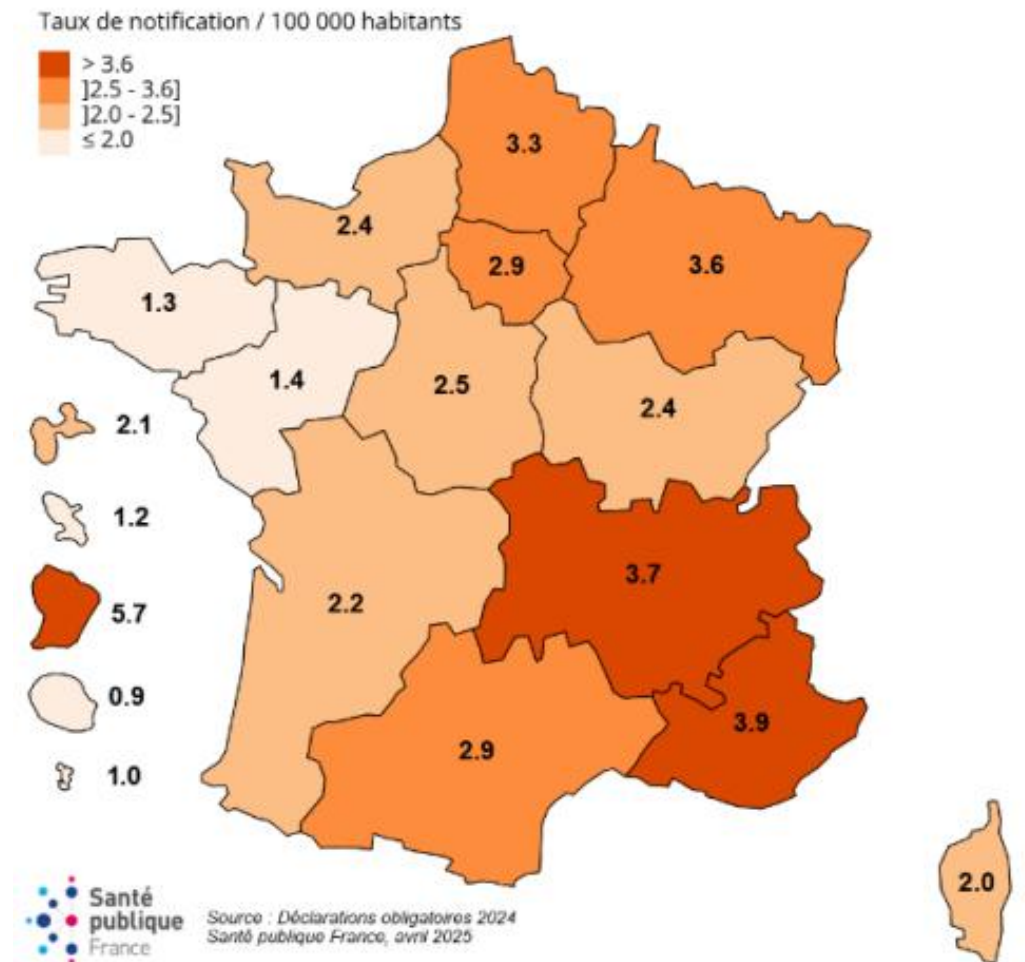 Taux de notification / 100 000 habitants
> 3.6
]2.5 - 3.6]
]2.0 - 2.5]
≤ 2.0
3.3
2.4
2.9
3.6
1.3
1.4
2.5
2.4
2.1
1.2
3.7
5.7
2.2
0.9
3.9
2.9
1.0
2.0
Santé
publique
France
Source : Déclarations obligatoires 2024
Santé publique France, avril 2025